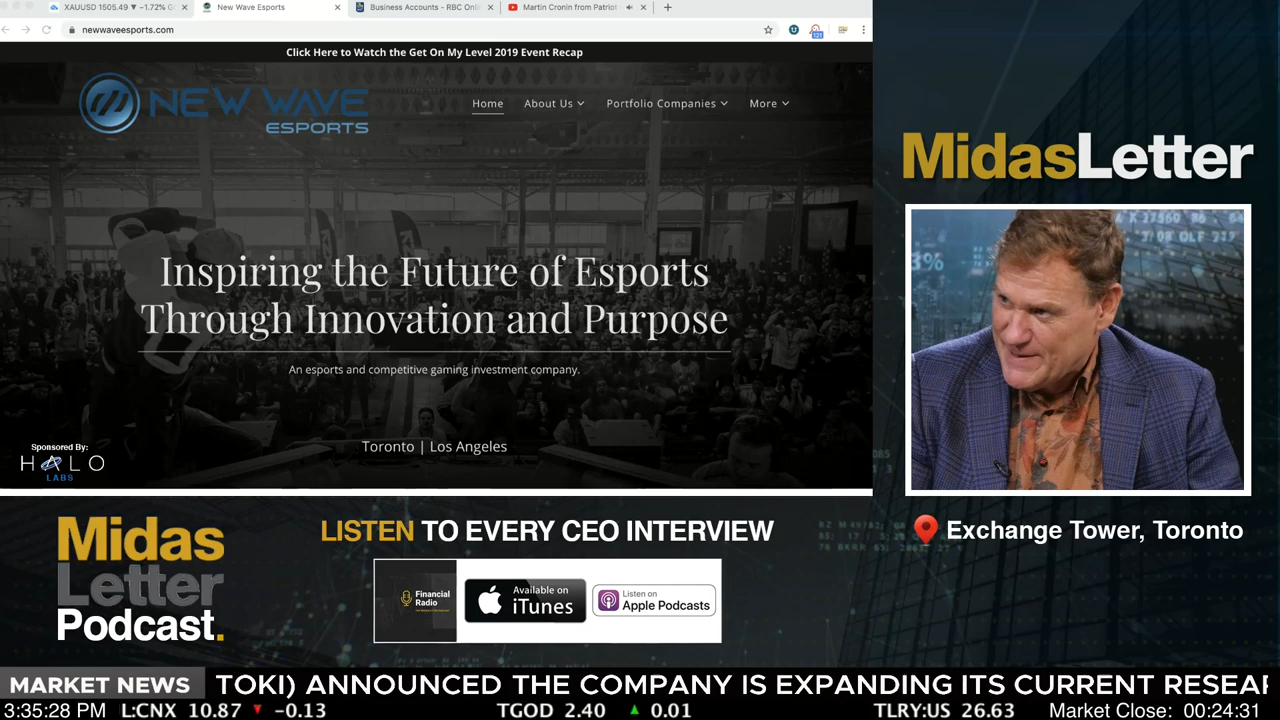 XAUUSD 1505.49 ▼ −1.72%
New Wave Esports
Business Accounts - RBC Onl
Martin Cronin from Patriot
newwaveesports.com
121
Click Here to Watch the Get On My Level 2019 Event Recap
NEW WAVE
ESPORTS
Home
About Us
Portfolio Companies
More
Inspiring the Future of Esports
Through Innovation and Purpose
An esports and competitive gaming investment company.
Toronto | Los Angeles
Sponsored By:
HALO
LABS
MidasLetter
3%
Exchange Tower, Toronto
Midas
Letter
Podcast.
LISTEN TO EVERY CEO INTERVIEW
Financial
Radio
Available on
iTunes
Listen on
Apple Podcasts
MARKET NEWS
TOKI) ANNOUNCED THE COMPANY IS EXPANDING ITS CURRENT RESEAR
3:35:28 PM
L:CNX 10.87 ▼ −0.13
TGOD 2.40 ▲ 0.01
TLRY:US 26.63
Market Close: 00:24:31